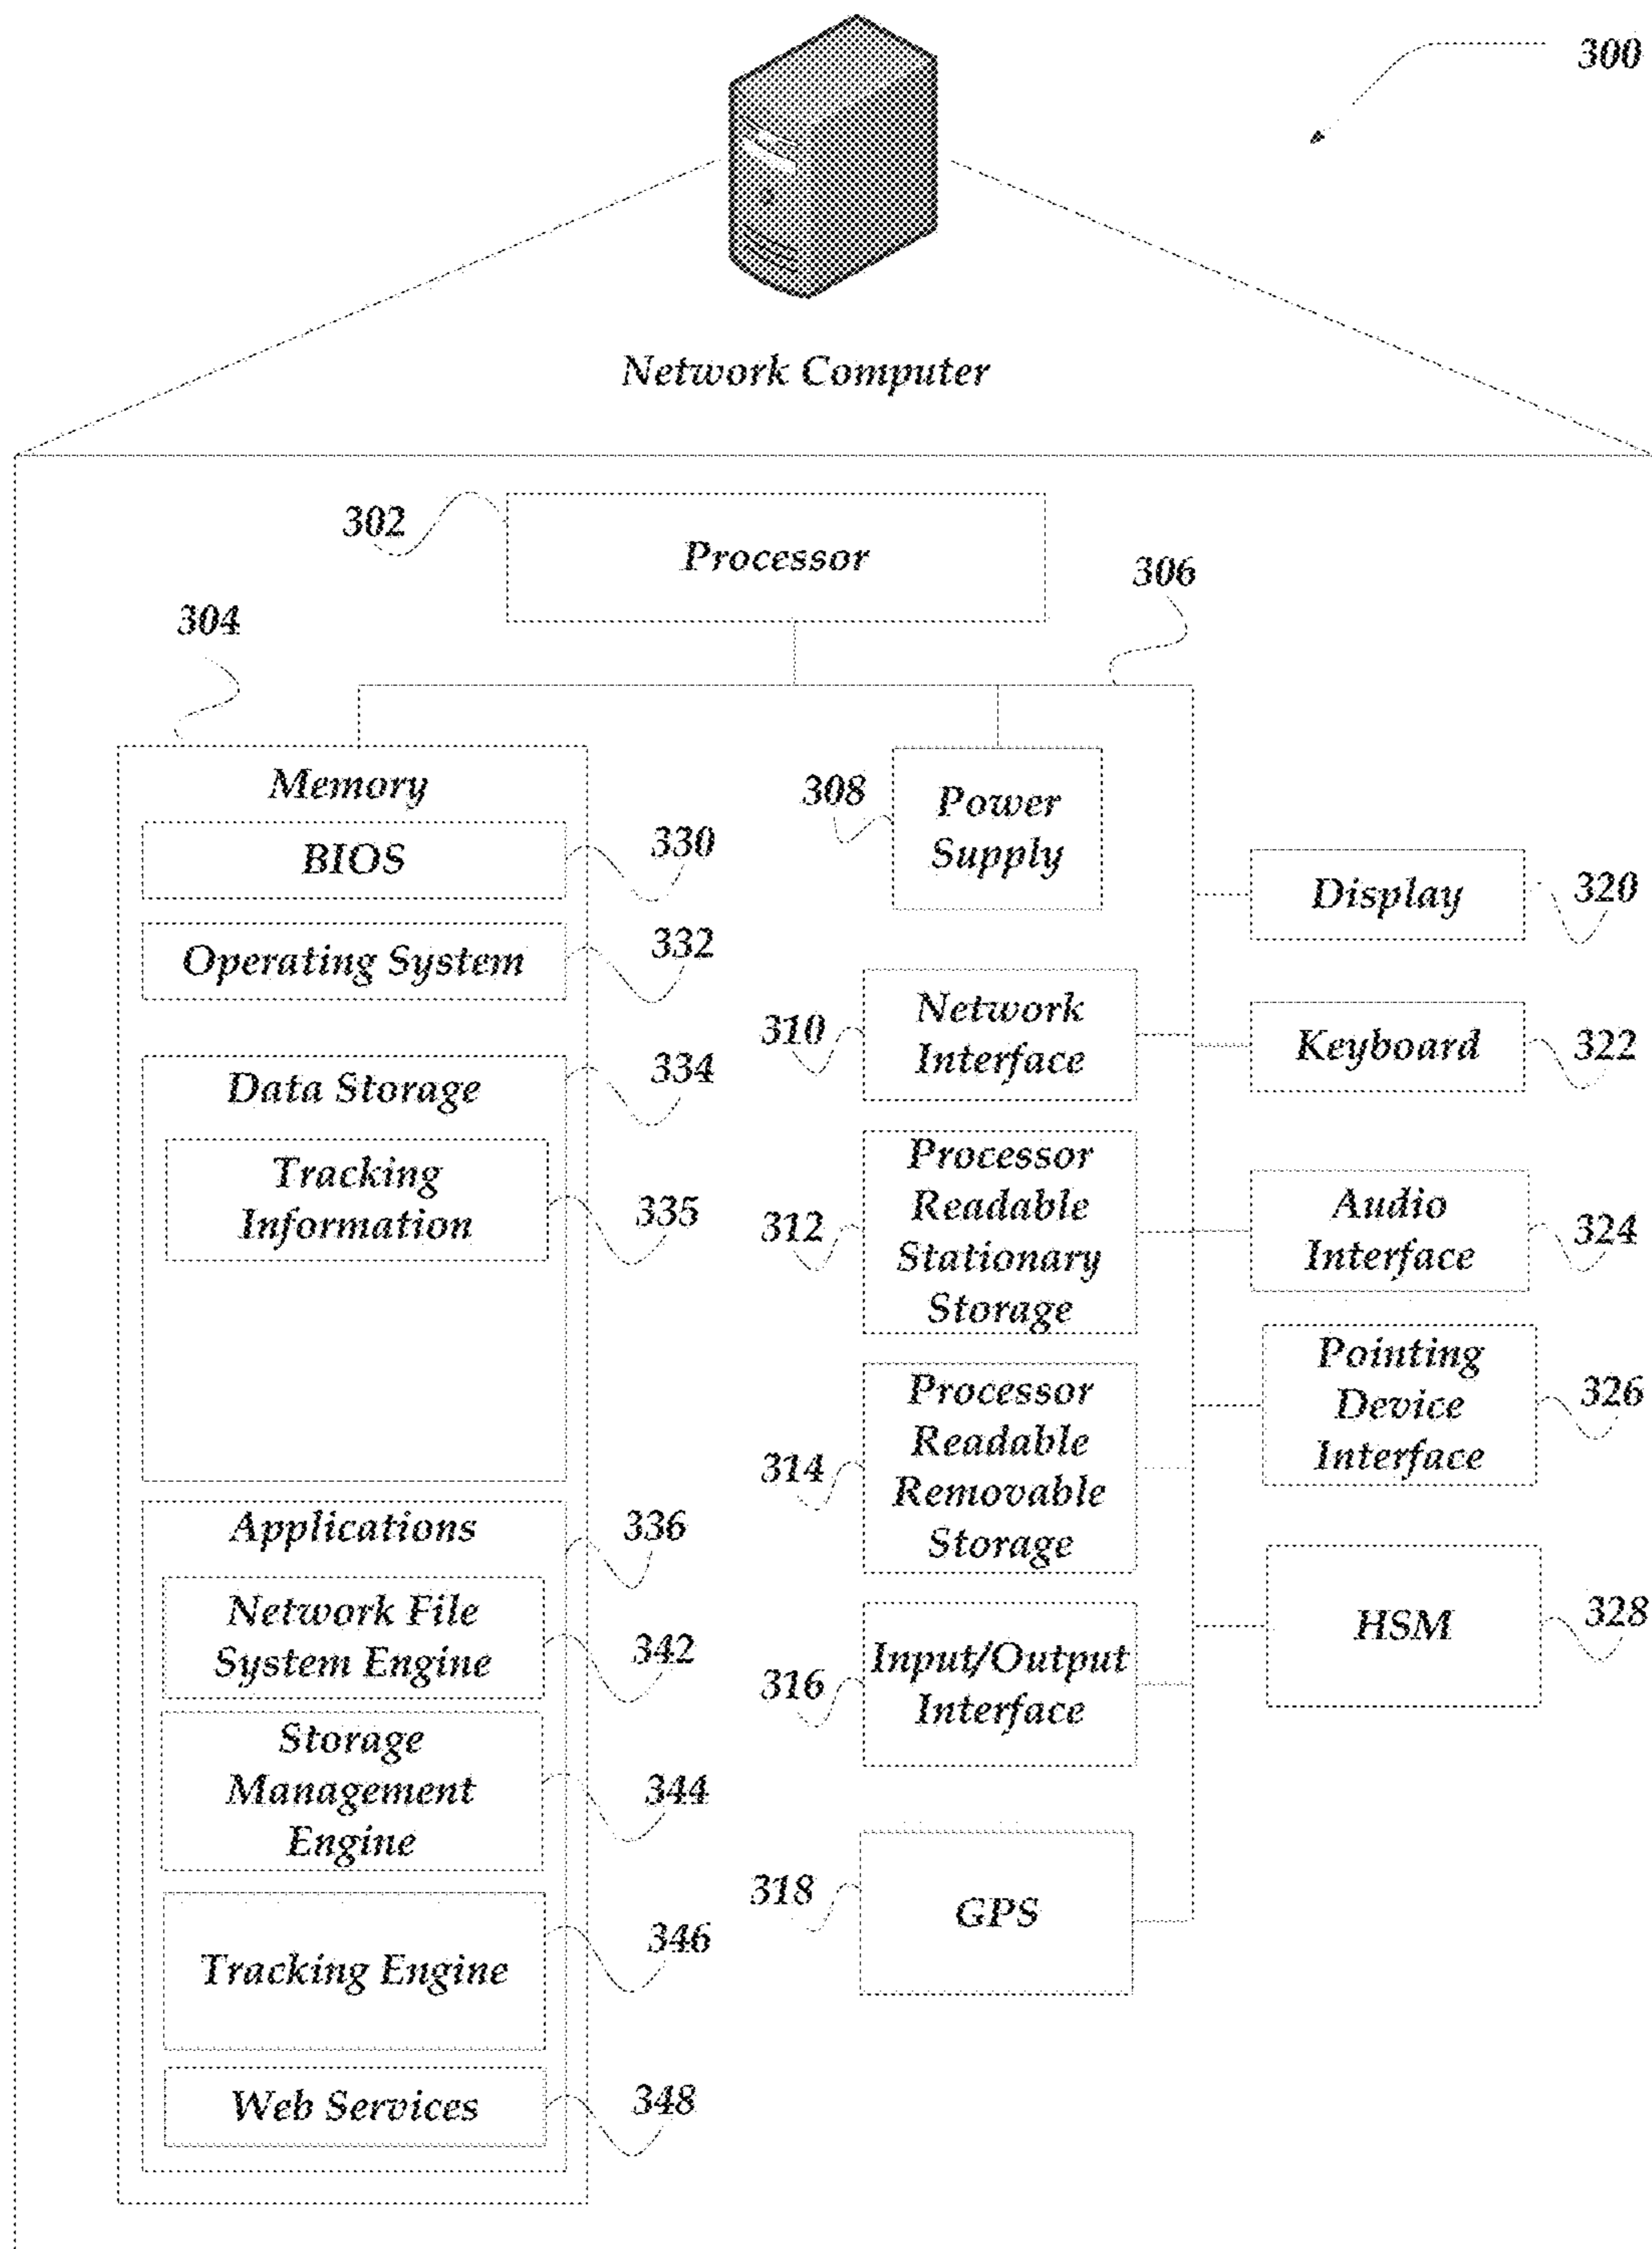 300
Network Computer
302
Processor
306
304
Memory
BIOS
330
Operating System
332
Data Storage
334
Tracking
Information
335
Applications
336
Network File
System Engine
342
Storage
Management
Engine
344
Tracking Engine
346
Web Services
348
308
Power
Supply
310
Network
Interface
312
Processor
Readable
Stationary
Storage
314
Processor
Readable
Removable
Storage
316
Input/Output
Interface
318
GPS
Display
320
Keyboard
322
Audio
Interface
324
Pointing
Device
Interface
326
HSM
328